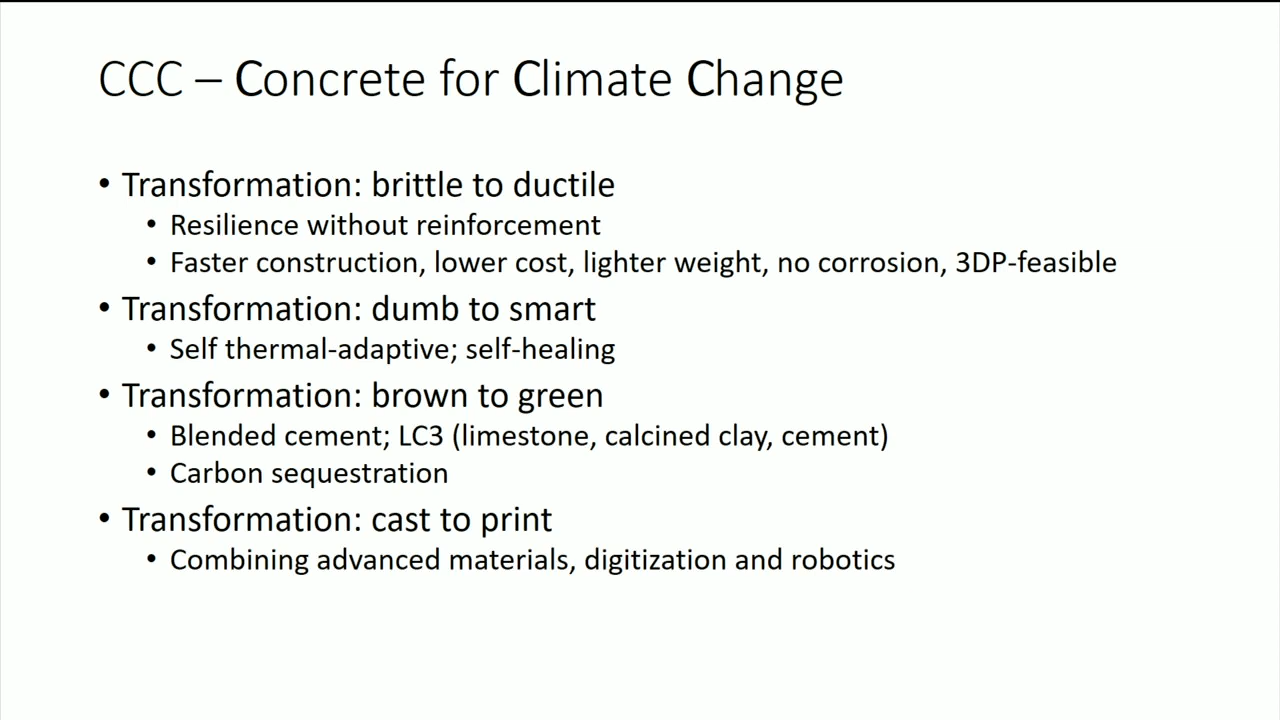 CCC – Concrete for Climate Change
• Transformation: brittle to ductile
• Resilience without reinforcement
• Faster construction, lower cost, lighter weight, no corrosion, 3DP-feasible
• Transformation: dumb to smart
• Self thermal-adaptive; self-healing
• Transformation: brown to green
• Blended cement; LC3 (limestone, calcined clay, cement)
• Carbon sequestration
• Transformation: cast to print
• Combining advanced materials, digitization and robotics